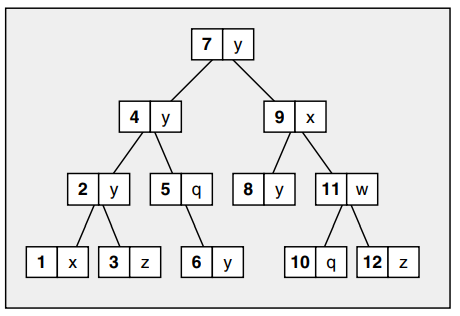 7 y
4 y 9 x
2 y 5 q 8 y 11 w
1 x 3 z 6 y 10 q 12 z